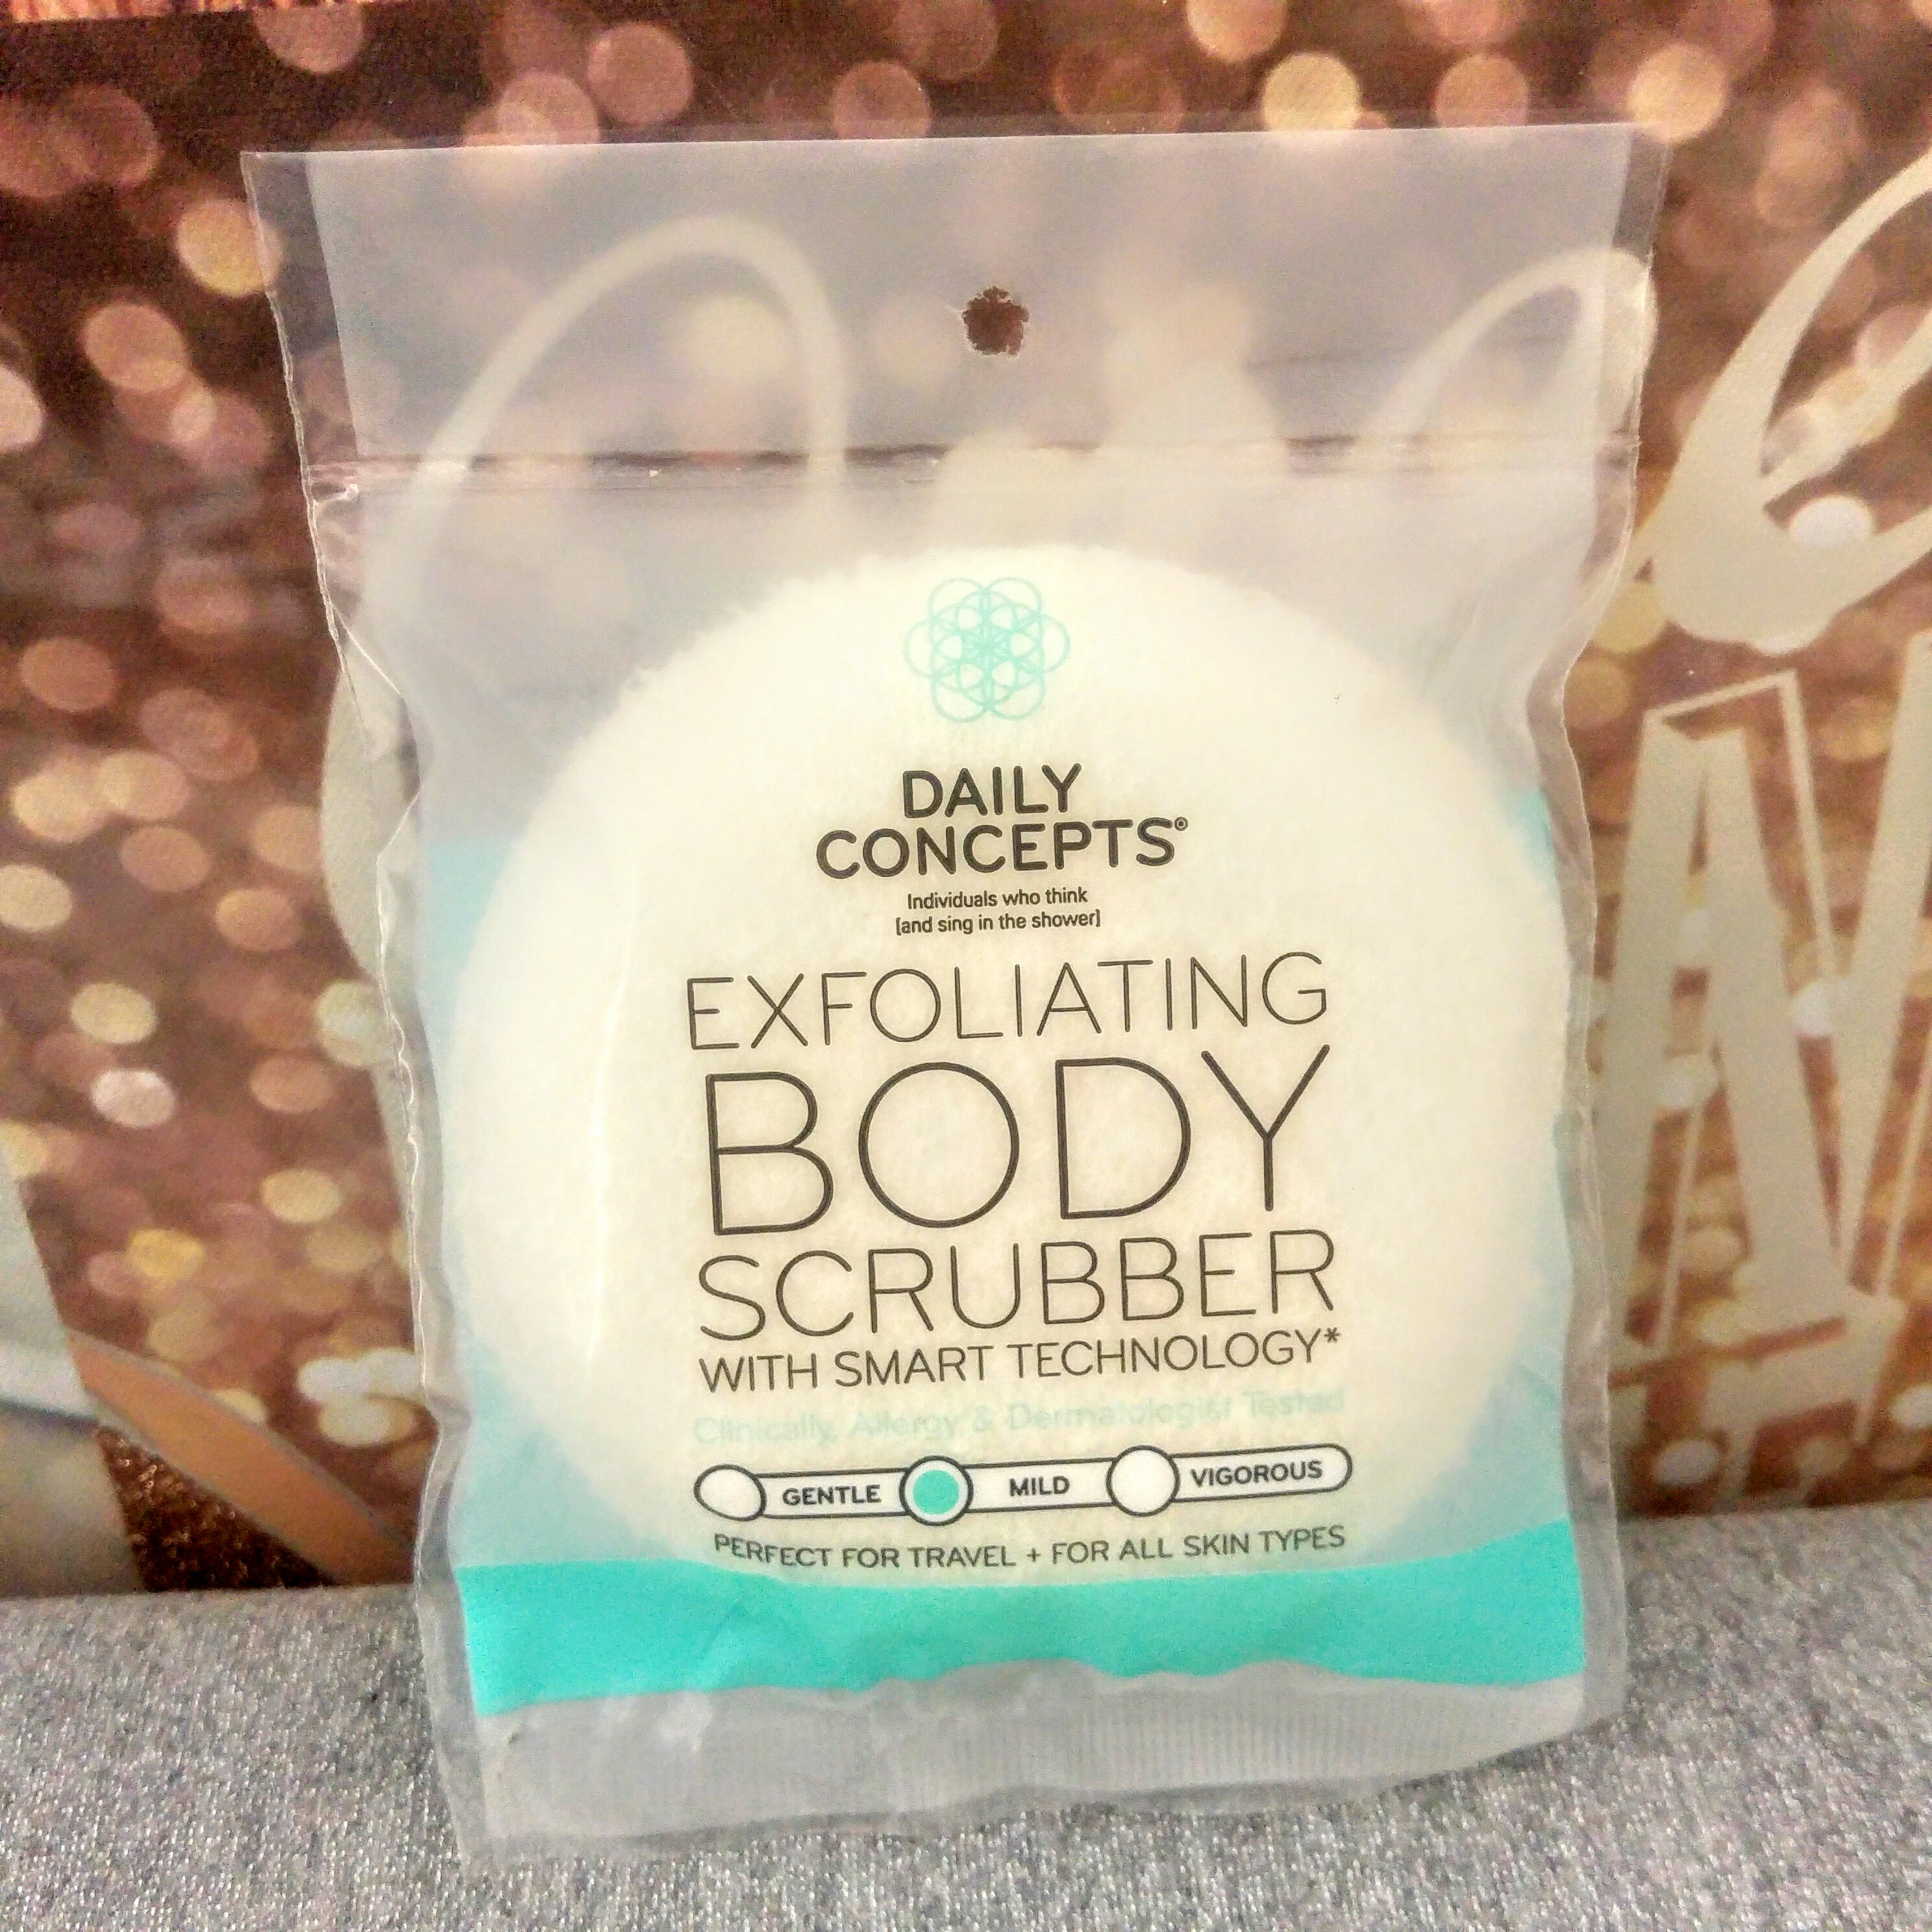 DAILY
CONCEPTS®
Individuals who think
[and sing in the shower]
EXFOLIATING
BODY
SCRUBBER
WITH SMART TECHNOLOGY*
Clinically, Allergy & Dermatologist Tested
GENTLE MILD VIGOROUS
PERFECT FOR TRAVEL + FOR ALL SKIN TYPES